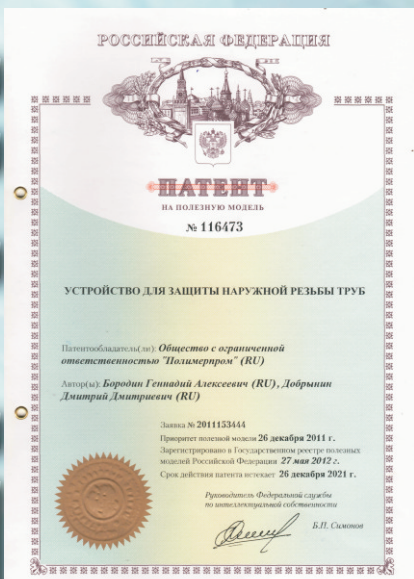 РОССИЙСКАЯ ФЕДЕРАЦИЯ
ПАТЕНТ
НА ПОЛЕЗНУЮ МОДЕЛЬ
№ 116473
УСТРОЙСТВО ДЛЯ ЗАЩИТЫ НАРУЖНОЙ РЕЗЬБЫ ТРУБ
Патентообладатель(ли): Общество с ограниченной
ответственностью "Полимерпром" (RU)
Автор(ы): Бородин Геннадий Алексеевич (RU), Добрынин
Дмитрий Дмитриевич (RU)
Заявка № 2011153444
Приоритет полезной модели 26 декабря 2011 г.
Зарегистрировано в Государственном реестре полезных
моделей Российской Федерации 27 мая 2012 г.
Срок действия патента истекает 26 декабря 2021 г.
Руководитель Федеральной службы
по интеллектуальной собственности
Б.П. Симонов